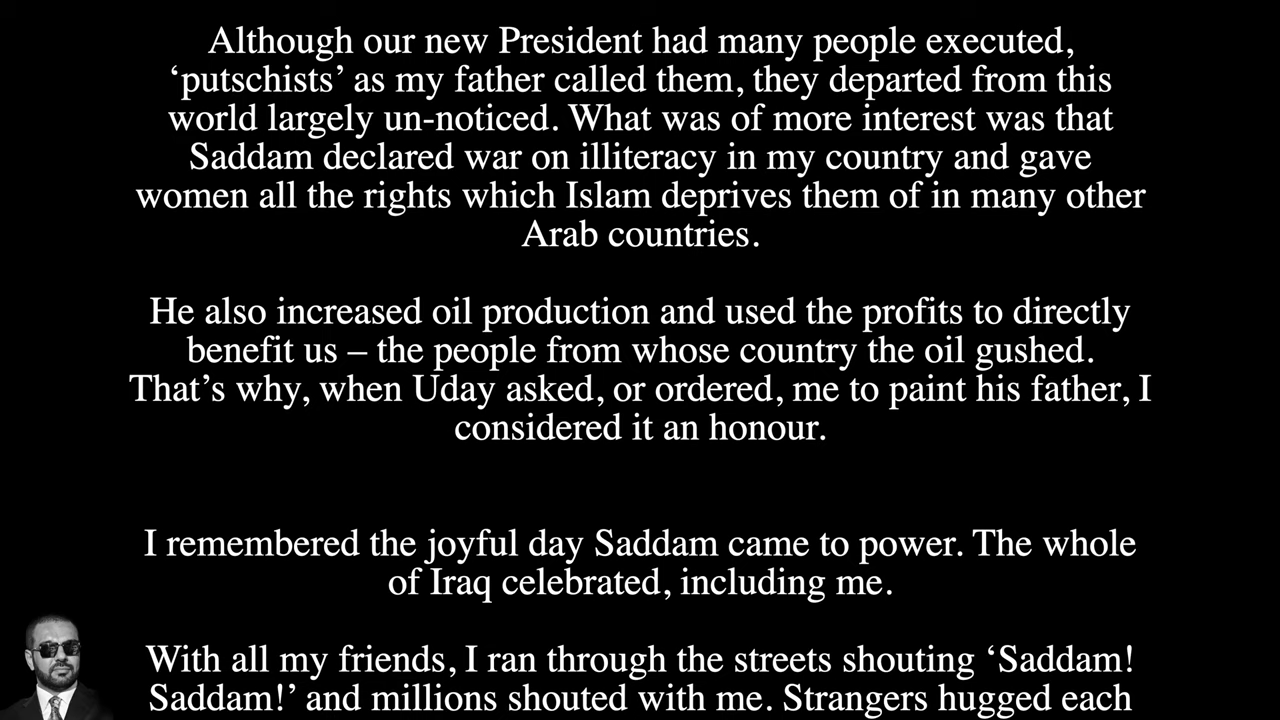 Although our new President had many people executed,
‘putschists’ as my father called them, they departed from this
world largely un-noticed. What was of more interest was that
Saddam declared war on illiteracy in my country and gave
women all the rights which Islam deprives them of in many other
Arab countries.
He also increased oil production and used the profits to directly
benefit us – the people from whose country the oil gushed.
That’s why, when Uday asked, or ordered, me to paint his father, I
considered it an honour.
I remembered the joyful day Saddam came to power. The whole
of Iraq celebrated, including me.
With all my friends, I ran through the streets shouting ‘Saddam!
Saddam!’ and millions shouted with me. Strangers hugged each